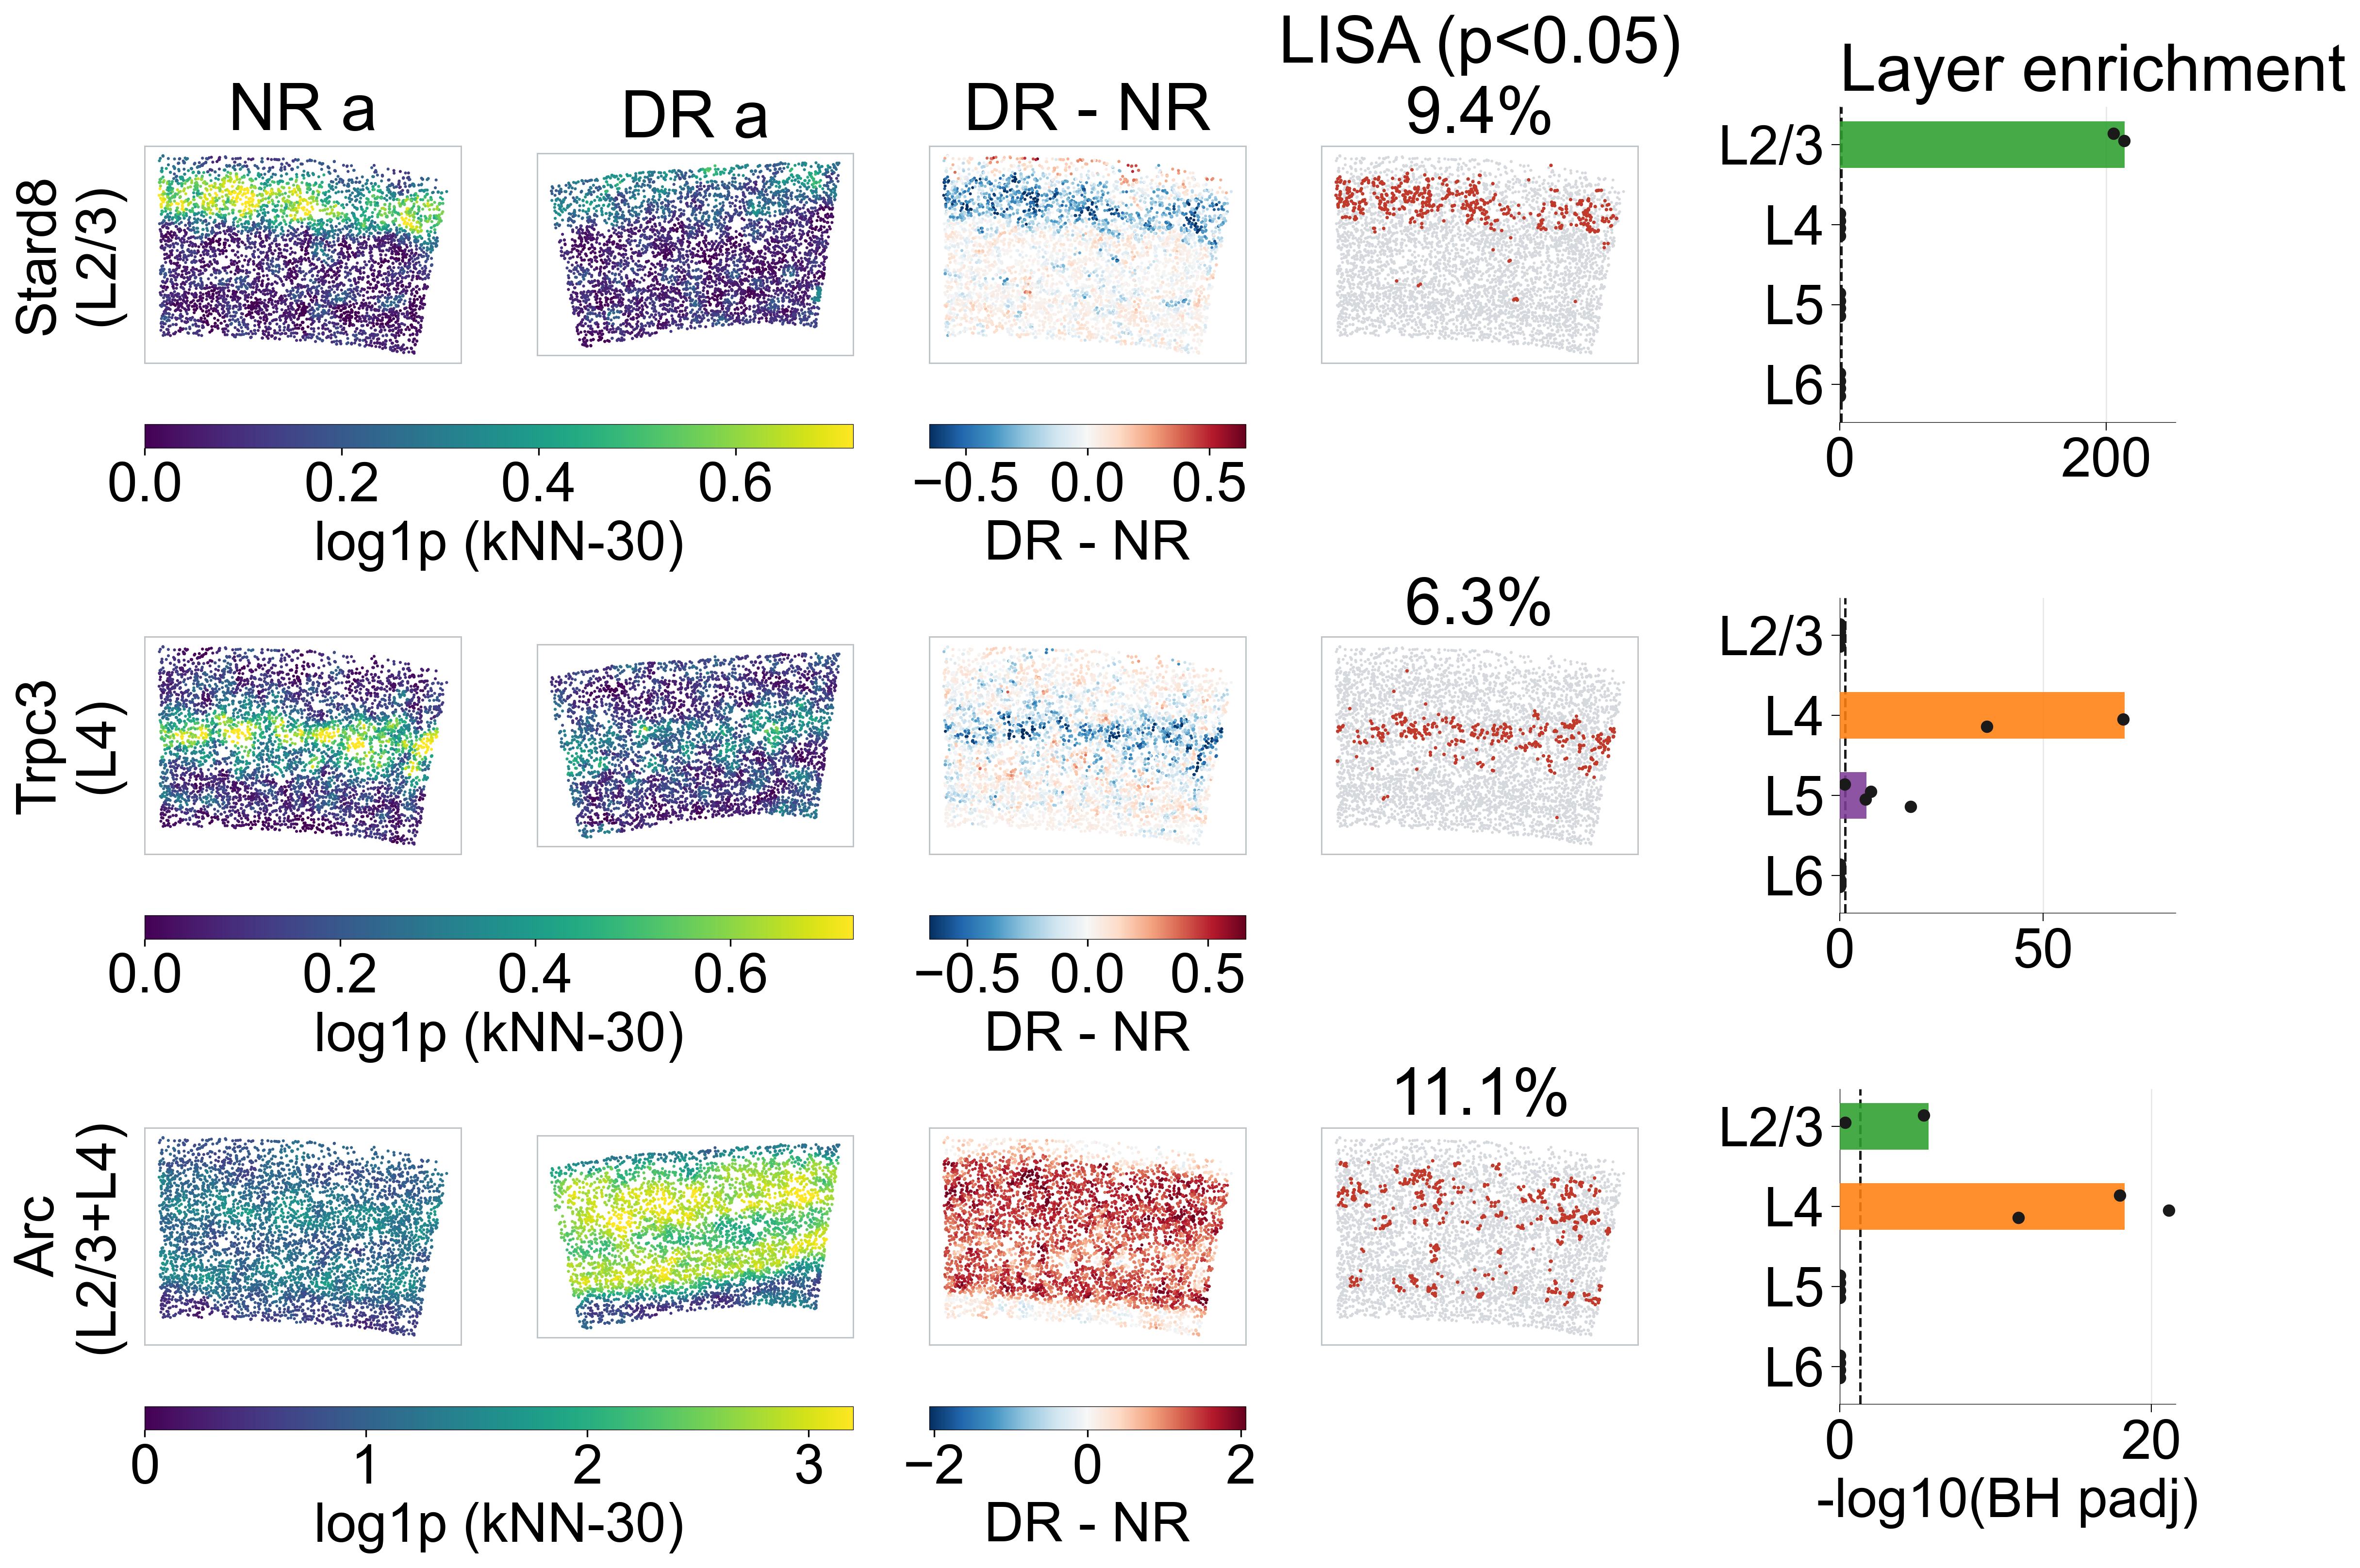 LISA (p<0.05)
NR a
DR a
DR - NR
9.4%
Layer enrichment
Stard8
(L2/3)
L2/3
L4
L5
L6
0 200
0.0 0.2 0.4 0.6
log1p (kNN-30)
−0.5 0.0 0.5
DR - NR
6.3%
Trpc3
(L4)
L2/3
L4
L5
L6
0 50
0.0 0.2 0.4 0.6
log1p (kNN-30)
−0.5 0.0 0.5
DR - NR
11.1%
Arc
(L2/3+L4)
L2/3
L4
L5
L6
0 20
-log10(BH padj)
0 1 2 3
log1p (kNN-30)
−2 0 2
DR - NR